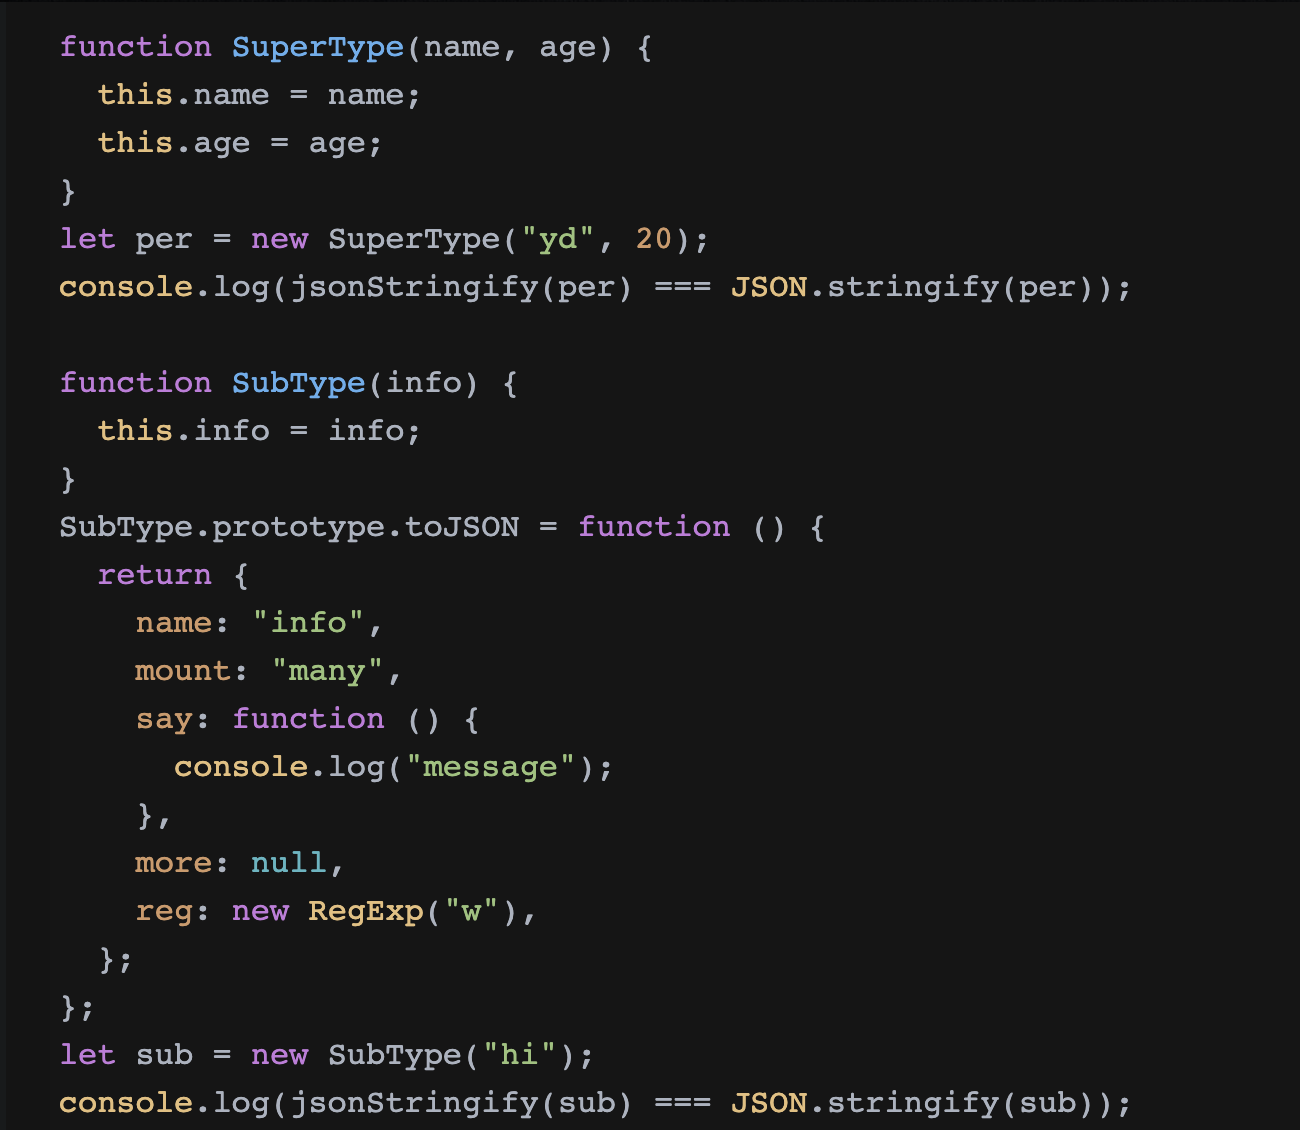 function SuperType(name, age) {
  this.name = name;
  this.age = age;
}
let per = new SuperType("yd", 20);
console.log(jsonStringify(per) === JSON.stringify(per));

function SubType(info) {
  this.info = info;
}
SubType.prototype.toJSON = function () {
  return {
    name: "info",
    mount: "many",
    say: function () {
      console.log("message");
    },
    more: null,
    reg: new RegExp("w"),
  };
};
let sub = new SubType("hi");
console.log(jsonStringify(sub) === JSON.stringify(sub));